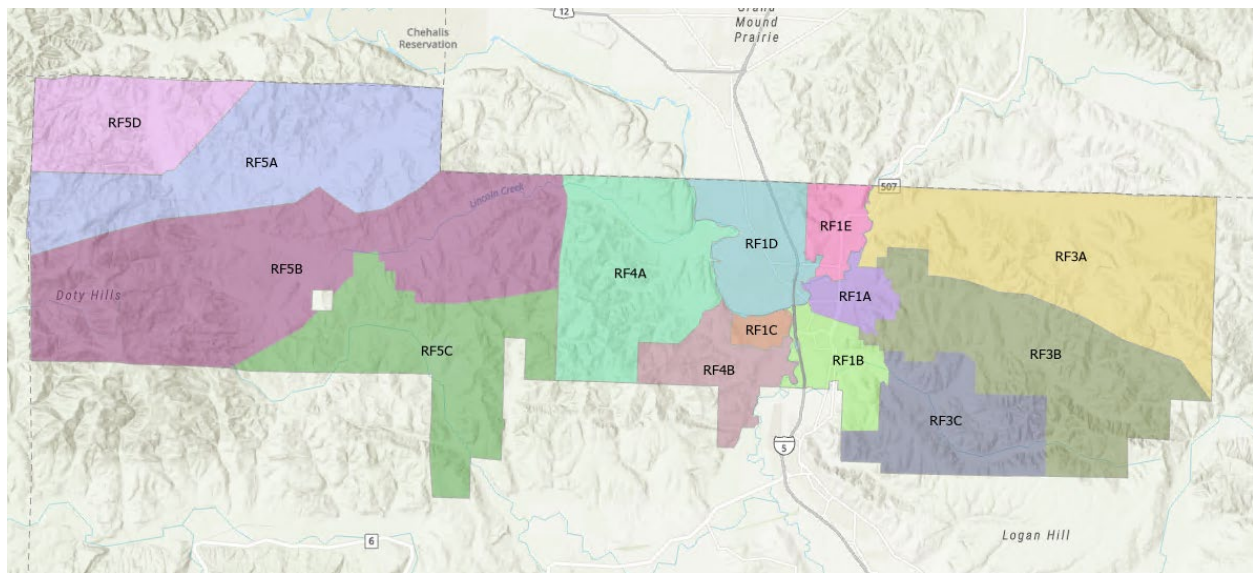 12
Grand
Mound
Prairie
Chehalis
Reservation
RF5D
RF5A
507
Lincoln Creek
RF1E
RF1D
RF3A
RF4A
RF5B
Doty Hills
RF1A
RF1C
RF5C
RF4B
RF1B
RF3B
RF3C
5
Logan Hill
6